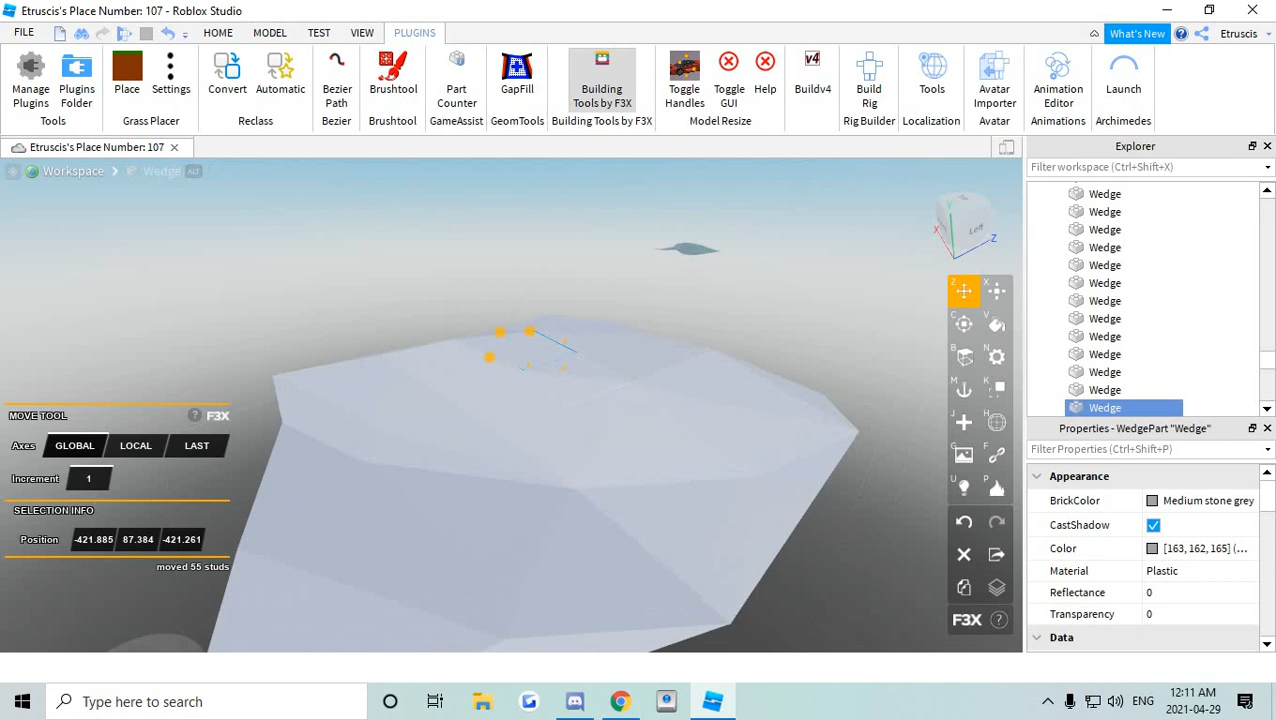 Etruscis's Place Number: 107 - Roblox Studio
FILE HOME MODEL TEST VIEW PLUGINS What's New Etruscis
Manage Plugins
Plugins Folder
Tools
Place
Settings
Grass Placer
Convert
Automatic
Reclass
Bezier Path
Bezier
Brushtool
Brushtool
Part Counter
GameAssist
GapFill
GeomTools
Building Tools by F3X
Building Tools by F3X
Toggle Handles
Toggle GUI
Help
Model Resize
v4
Buildv4
Build Rig
Rig Builder
Tools
Localization
Avatar Importer
Avatar
Animation Editor
Animations
Launch
Archimedes
Etruscis's Place Number: 107
Explorer
Workspace Wedge ALT
Filter workspace (Ctrl+Shift+X)
Wedge
Wedge
Wedge
Wedge
Wedge
Wedge
Wedge
Wedge
Wedge
Wedge
Wedge
Wedge
Wedge
Y
X
Z
Left
Z X
C V
B N
M K
J H
G F
U P
F3X ?
MOVE TOOL ? F3X
Axes GLOBAL LOCAL LAST
Increment 1
SELECTION INFO
Position -421.885 87.384 -421.261
moved 55 studs
Properties - WedgePart "Wedge"
Filter Properties (Ctrl+Shift+P)
Appearance
BrickColor Medium stone grey
CastShadow
Color [163, 162, 165] (...
Material Plastic
Reflectance 0
Transparency 0
Data
Type here to search
ENG
12:11 AM
2021-04-29